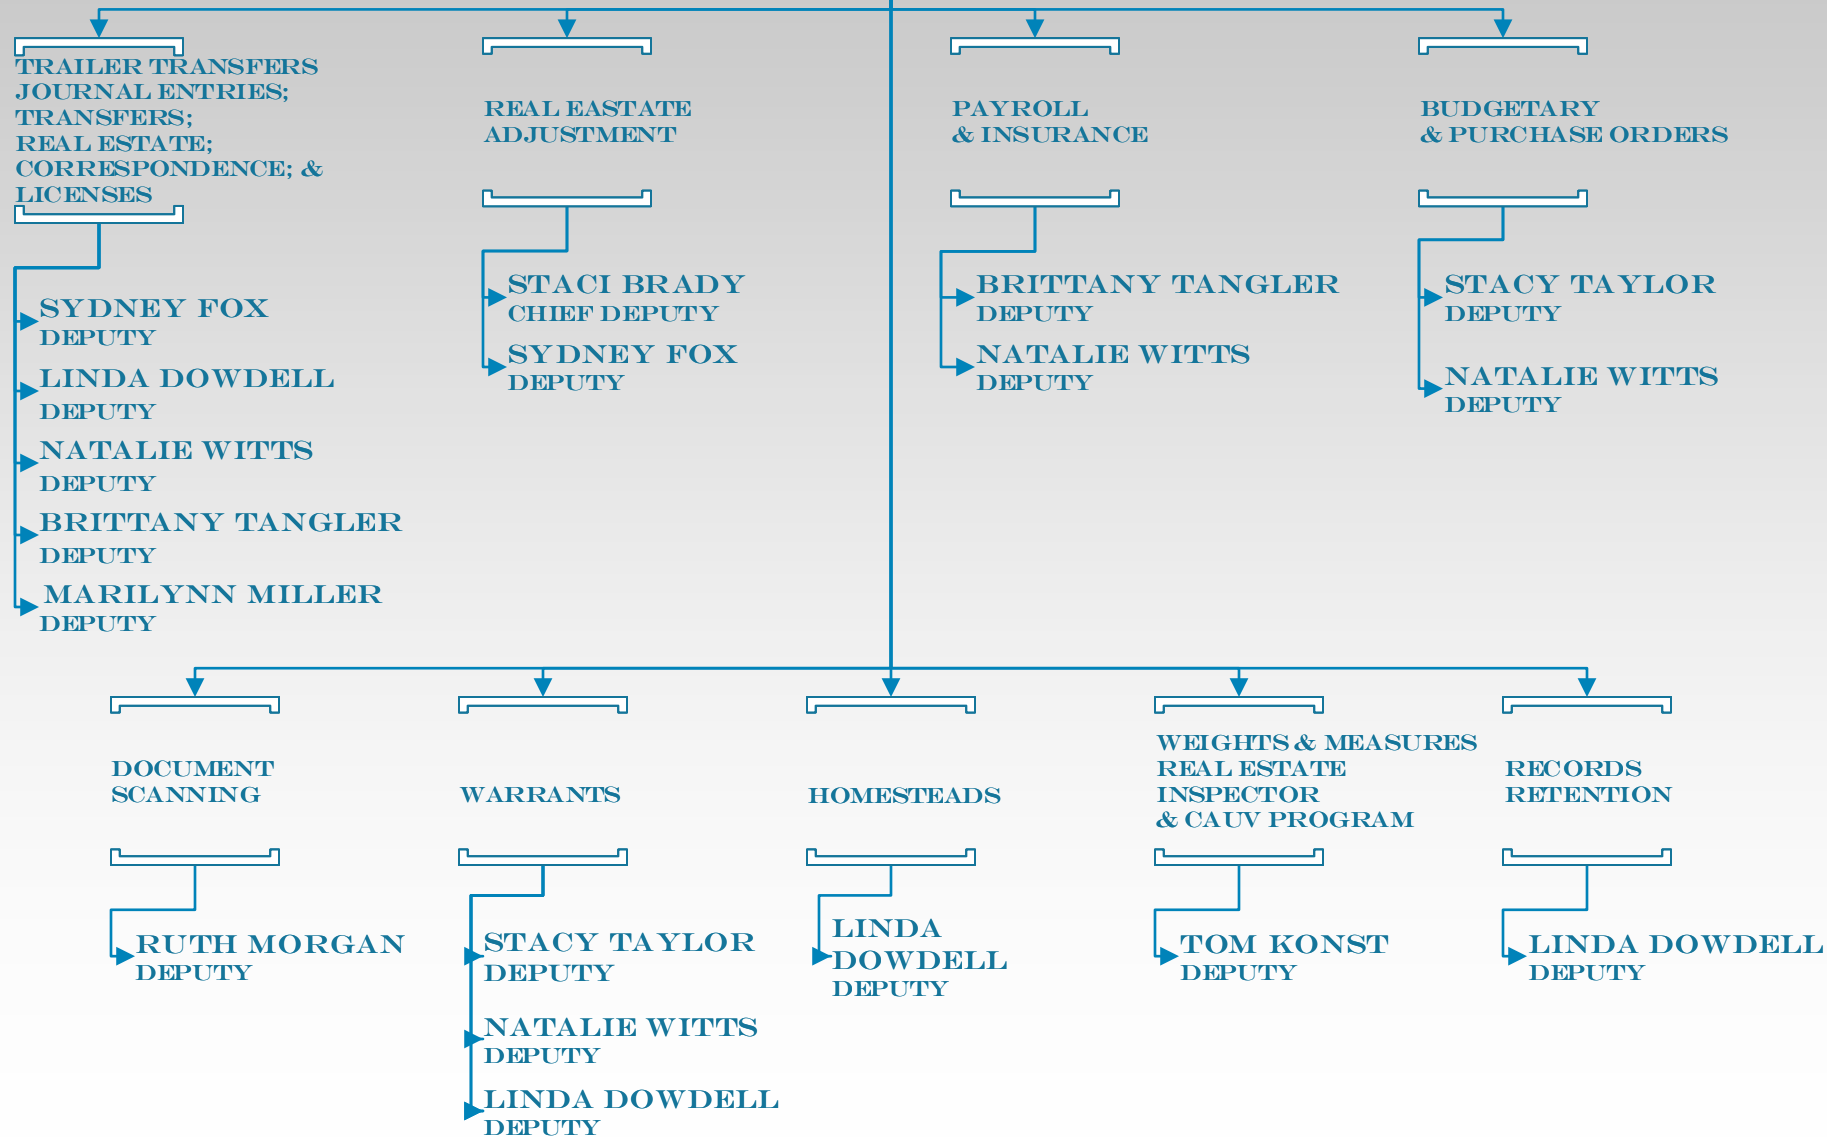 TRAILER TRANSFERS
JOURNAL ENTRIES;
TRANSFERS;
REAL ESTATE;
CORRESPONDENCE; &
LICENSES
SYDNEY FOX
DEPUTY
LINDA DOWDELL
DEPUTY
NATALIE WITTS
DEPUTY
BRITTANY TANGLER
DEPUTY
MARILYNN MILLER
DEPUTY
REAL EASTATE
ADJUSTMENT
STACI BRADY
CHIEF DEPUTY
SYDNEY FOX
DEPUTY
PAYROLL
& INSURANCE
BRITTANY TANGLER
DEPUTY
NATALIE WITTS
DEPUTY
BUDGETARY
& PURCHASE ORDERS
STACY TAYLOR
DEPUTY
NATALIE WITTS
DEPUTY
DOCUMENT
SCANNING
RUTH MORGAN
DEPUTY
WARRANTS
STACY TAYLOR
DEPUTY
NATALIE WITTS
DEPUTY
LINDA DOWDELL
DEPUTY
HOMESTEADS
LINDA
DOWDELL
DEPUTY
WEIGHTS & MEASURES
REAL ESTATE
INSPECTOR
& CAUV PROGRAM
TOM KONST
DEPUTY
RECORDS
RETENTION
LINDA DOWDELL
DEPUTY